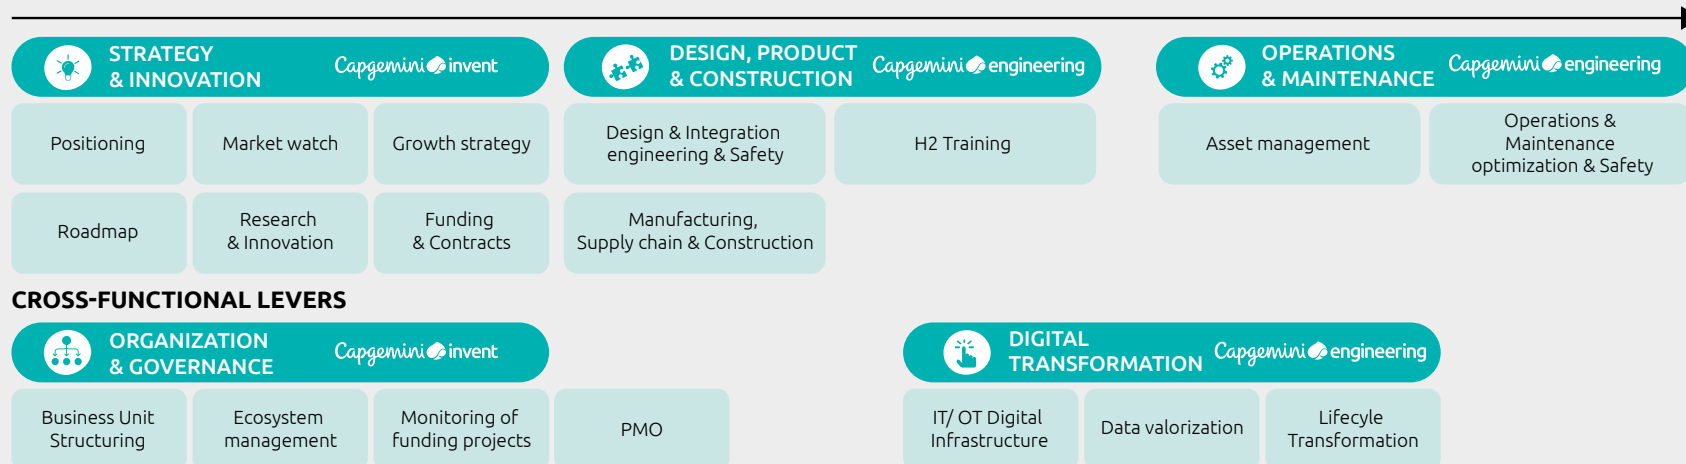 STRATEGY
& INNOVATION
Capgemini invent
DESIGN, PRODUCT
& CONSTRUCTION
Capgemini engineering
OPERATIONS
& MAINTENANCE
Capgemini engineering
Positioning
Market watch
Growth strategy
Design & Integration
engineering & Safety
H2 Training
Asset management
Operations &
Maintenance
optimization & Safety
Roadmap
Research
& Innovation
Funding
& Contracts
Manufacturing,
Supply chain & Construction
CROSS-FUNCTIONAL LEVERS
ORGANIZATION
& GOVERNANCE
Capgemini invent
DIGITAL
TRANSFORMATION
Capgemini engineering
Business Unit
Structuring
Ecosystem
management
Monitoring of
funding projects
PMO
IT/ OT Digital
Infrastructure
Data valorization
Lifecyle
Transformation